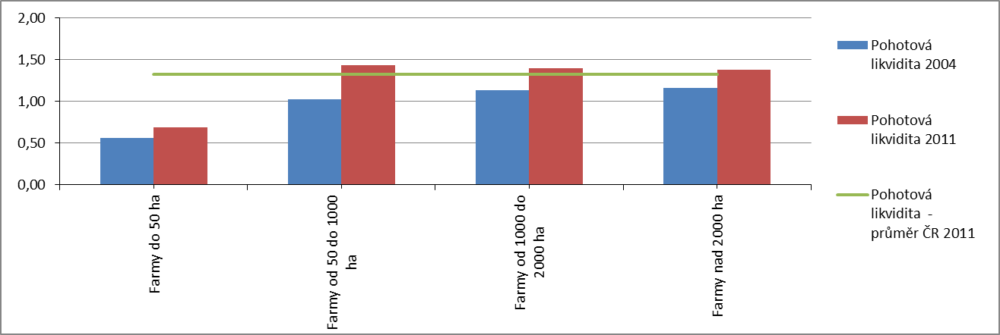 2,00
1,50
1,00
0,50
0,00
Farmy do 50 ha
Farmy od 50 do 1000
ha
Farmy od 1000 do
2000 ha
Farmy nad 2000 ha
Pohotová
likvidita 2004
Pohotová
likvidita 2011
Pohotová
likvidita -
průměr ČR 2011